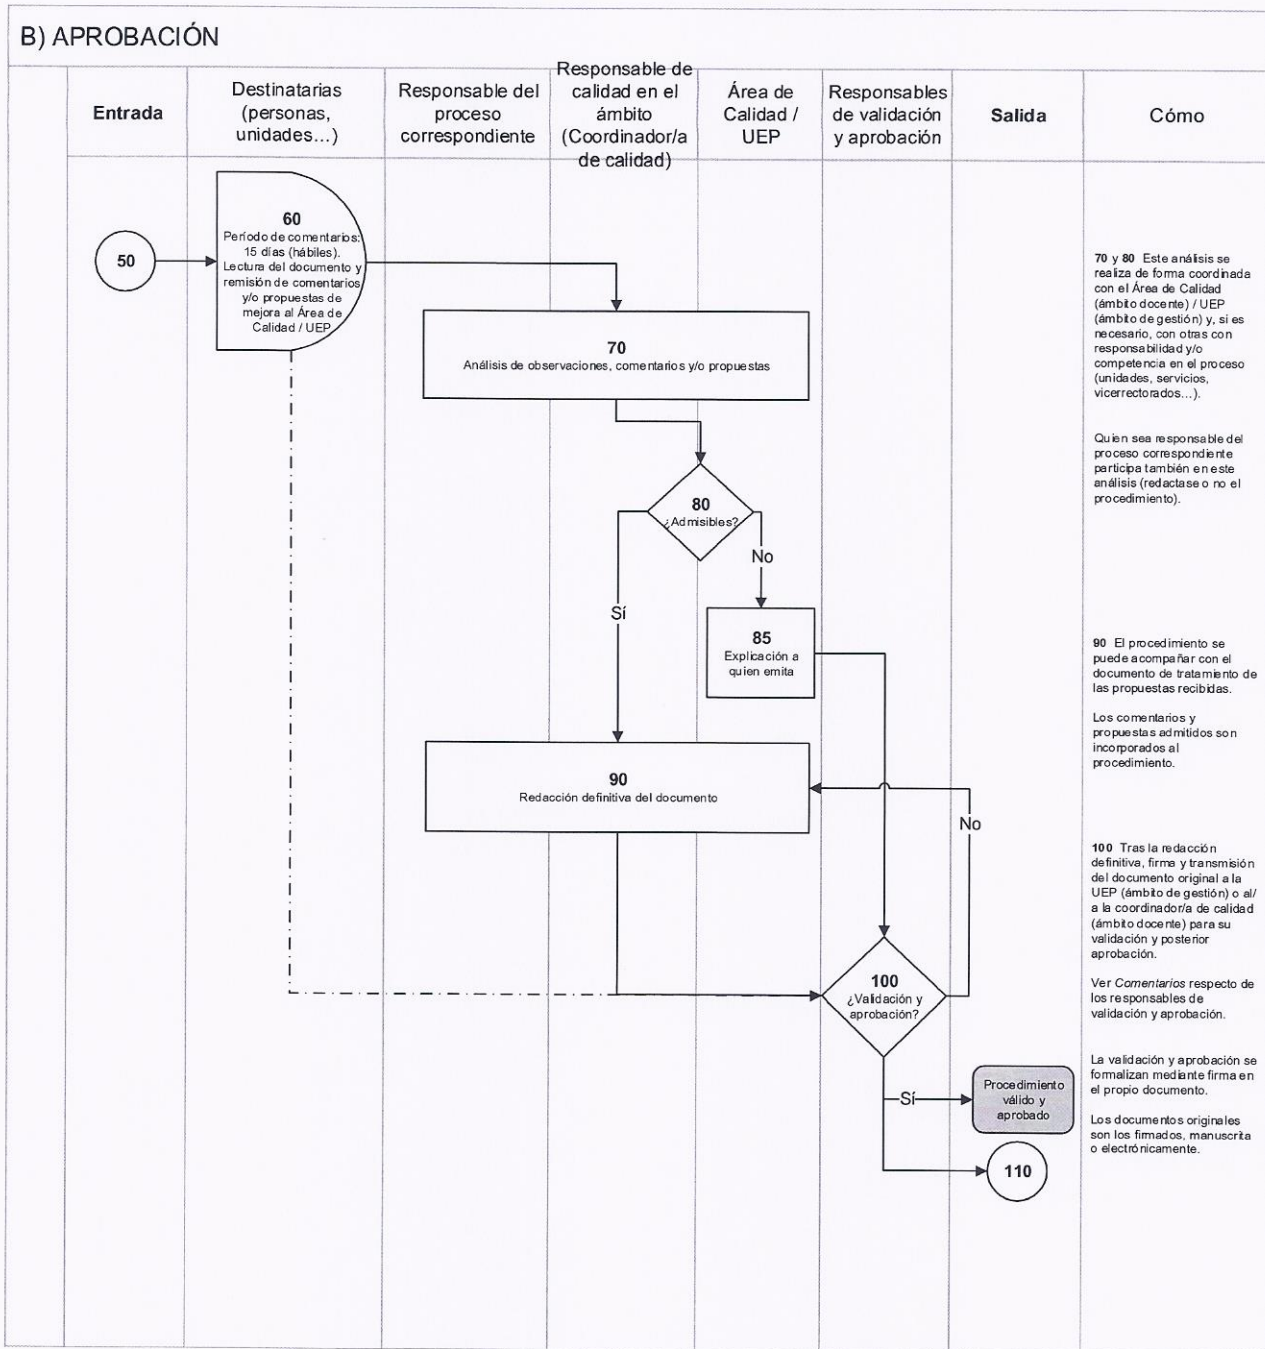 B) APROBACIÓN
Entrada
Destinatarias
(personas,
unidades...)
Responsable del
proceso
correspondiente
Responsable de
calidad en el
ámbito
(Coordinador/a
de calidad)
Área de
Calidad /
UEP
Responsables
de validación
y aprobación
Salida
Cómo
50
60
Período de comentarios:
15 días (hábiles).
Lectura del documento y
remisión de comentarios
y/o propuestas de
mejora al Área de
Calidad / UEP
70
Análisis de observaciones, comentarios y/o propuestas
80
¿Admisibles?
No
Sí
85
Explicación a
quien emita
90
Redacción definitiva del documento
No
100
¿Validación y
aprobación?
Sí
Procedimiento
válido y
aprobado
110
70 y 80 Este análisis se
realiza de forma coordinada
con el Área de Calidad
(ámbito docente) / UEP
(ámbito de gestión) y, si es
necesario, con otras con
responsabilidad y/o
competencia en el proceso
(unidades, servicios,
vicerrectorados...).
Quien sea responsable del
proceso correspondiente
participa también en este
análisis (redactase o no el
procedimiento).
90 El procedimiento se
puede acompañar con el
documento de tratamiento de
las propuestas recibidas.
Los comentarios y
propuestas admitidos son
incorporados al
procedimiento.
100 Tras la redacción
definitiva, firma y transmisión
del documento original a la
UEP (ámbito de gestión) o al/
a la coordinador/a de calidad
(ámbito docente) para su
validación y posterior
aprobación.
Ver Comentarios respecto de
los responsables de
validación y aprobación.
La validación y aprobación se
formalizan mediante firma en
el propio documento.
Los documentos originales
son los firmados, manuscrita
o electrónicamente.